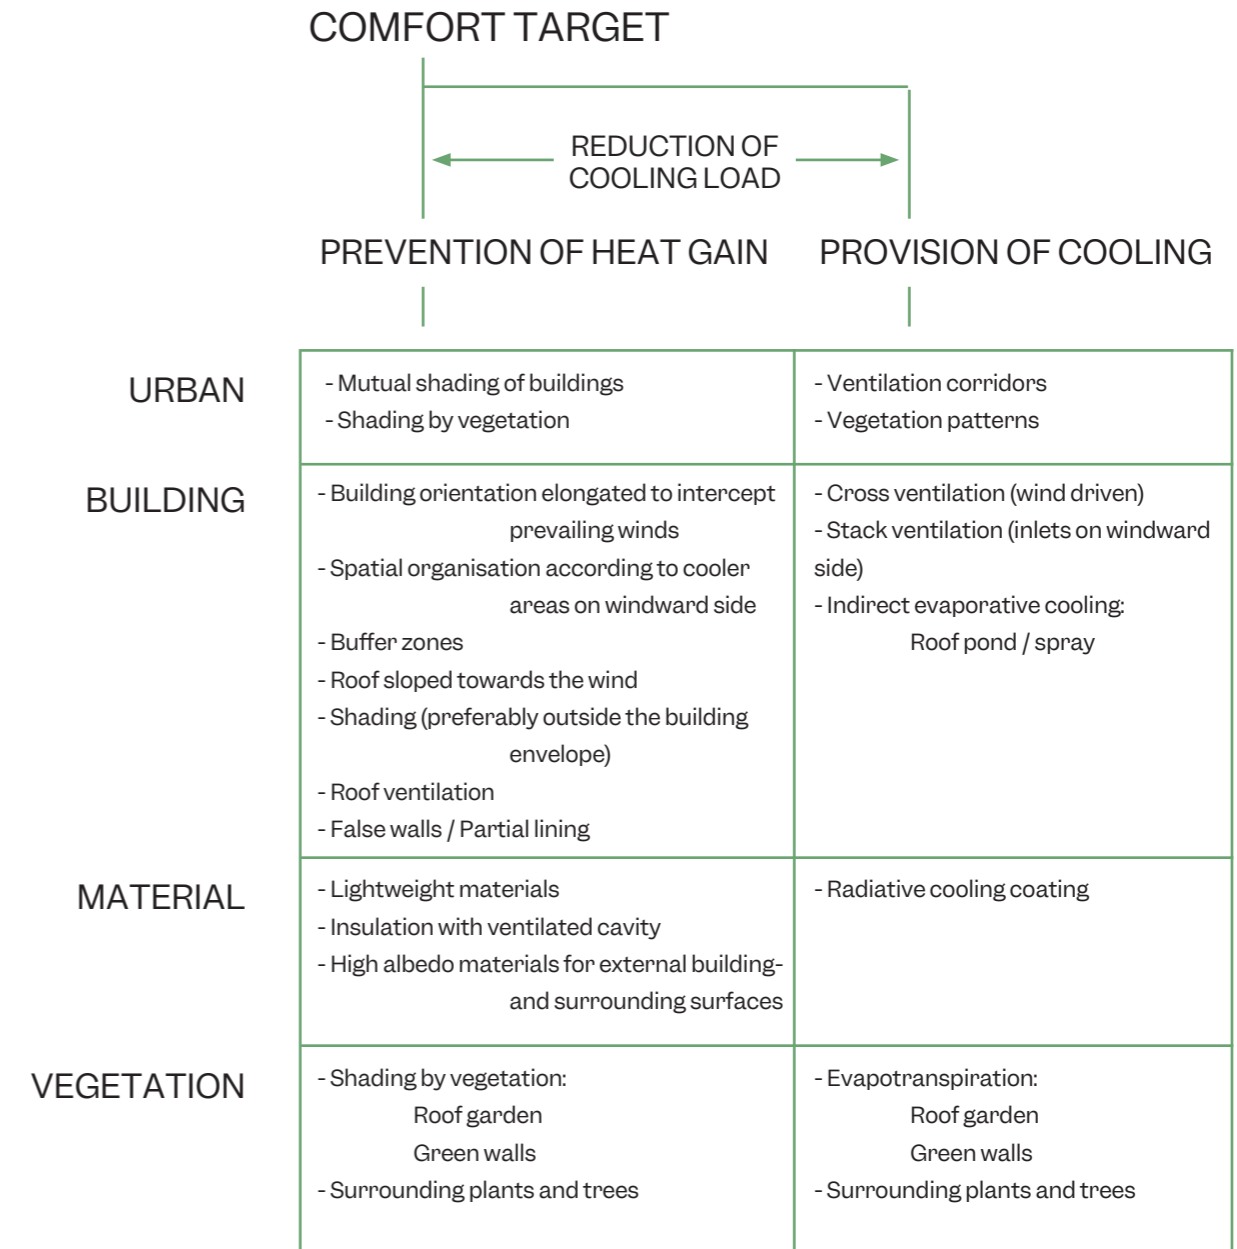 COMFORT TARGET
REDUCTION OF
COOLING LOAD
PREVENTION OF HEAT GAIN
PROVISION OF COOLING
URBAN
- Mutual shading of buildings
- Shading by vegetation
- Ventilation corridors
- Vegetation patterns
BUILDING
- Building orientation elongated to intercept
prevailing winds
- Spatial organisation according to cooler
areas on windward side
- Buffer zones
- Roof sloped towards the wind
- Shading (preferably outside the building
envelope)
- Roof ventilation
- False walls / Partial lining
- Cross ventilation (wind driven)
- Stack ventilation (inlets on windward
side)
- Indirect evaporative cooling:
Roof pond / spray
MATERIAL
- Lightweight materials
- Insulation with ventilated cavity
- High albedo materials for external building-
and surrounding surfaces
- Radiative cooling coating
VEGETATION
- Shading by vegetation:
Roof garden
Green walls
- Surrounding plants and trees
- Evapotranspiration:
Roof garden
Green walls
- Surrounding plants and trees